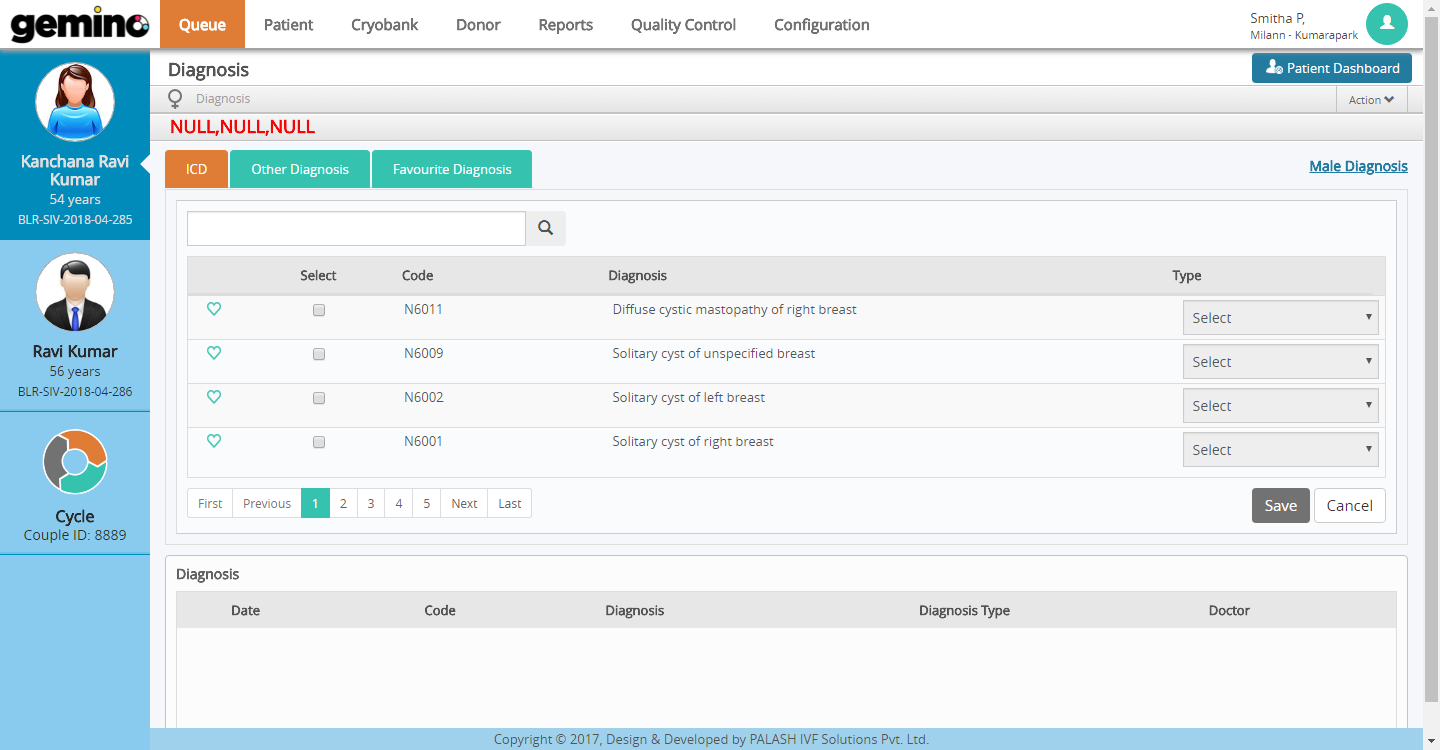 gemino
Queue Patient Cryobank Donor Reports Quality Control Configuration
Smitha P,
Milann - Kumarapark
Kanchana Ravi
Kumar
54 years
BLR-SIV-2018-04-285
Ravi Kumar
56 years
BLR-SIV-2018-04-286
Cycle
Couple ID: 8889
Diagnosis
Patient Dashboard
Diagnosis
Action
NULL,NULL,NULL
ICD Other Diagnosis Favourite Diagnosis
Male Diagnosis
Select Code Diagnosis Type
N6011 Diffuse cystic mastopathy of right breast Select
N6009 Solitary cyst of unspecified breast Select
N6002 Solitary cyst of left breast Select
N6001 Solitary cyst of right breast Select
First Previous 1 2 3 4 5 Next Last
Save Cancel
Diagnosis
Date Code Diagnosis Diagnosis Type Doctor
Copyright © 2017, Design & Developed by PALASH IVF Solutions Pvt. Ltd.